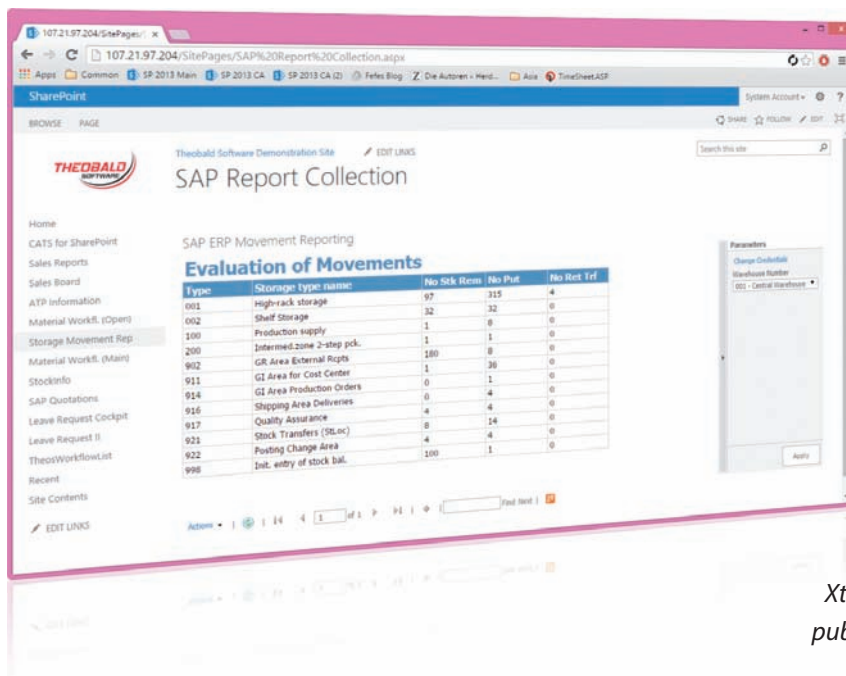 107.21.97.204/SitePages/
107.21.97.204/SitePages/SAP%20Report%20Collection.aspx
Apps Common SP 2013 Main SP 2013 CA SP 2013 CA (2) Fefes Blog Die Autoren « Herd... Asia TimeSheet.ASP
SharePoint System Account ?
BROWSE PAGE SHARE FOLLOW EDIT
THEOBALD SOFTWARE
Theobald Software Demonstration Site EDIT LINKS
Search this site
SAP Report Collection
Home
CATS for SharePoint
Sales Reports
Sales Board
ATP Information
Material Workfl. (Open)
Storage Movement Rep
Material Workfl. (Main)
StockInfo
SAP Quotations
Leave Request Cockpit
Leave Request II
TheosWorkflowList
Recent
Site Contents
EDIT LINKS
SAP ERP Movement Reporting
Evaluation of Movements
Type Storage type name No Stk Rem No Put No Ret Trf
001 High-rack storage 97 315 4
002 Shelf Storage 32 32 0
100 Production supply 1 0
200 Intermed.zone 2-step pck. 1 1 0
902 GR Area External Rcpts 180 8 0
911 GI Area for Cost Center 1 36 0
914 GI Area Production Orders 0 1 0
916 Shipping Area Deliveries 0 4 0
917 Quality Assurance 4 4 0
921 Stock Transfers (StLoc) 8 14 0
922 Posting Change Area 4 4 0
998 Init. entry of stock bal. 100 1 0
Actions | | 1 of 1 | Find Next |
Parameters
Change Credentials
Warehouse Number
001 - Central Warehouse
Apply
Xt
pub